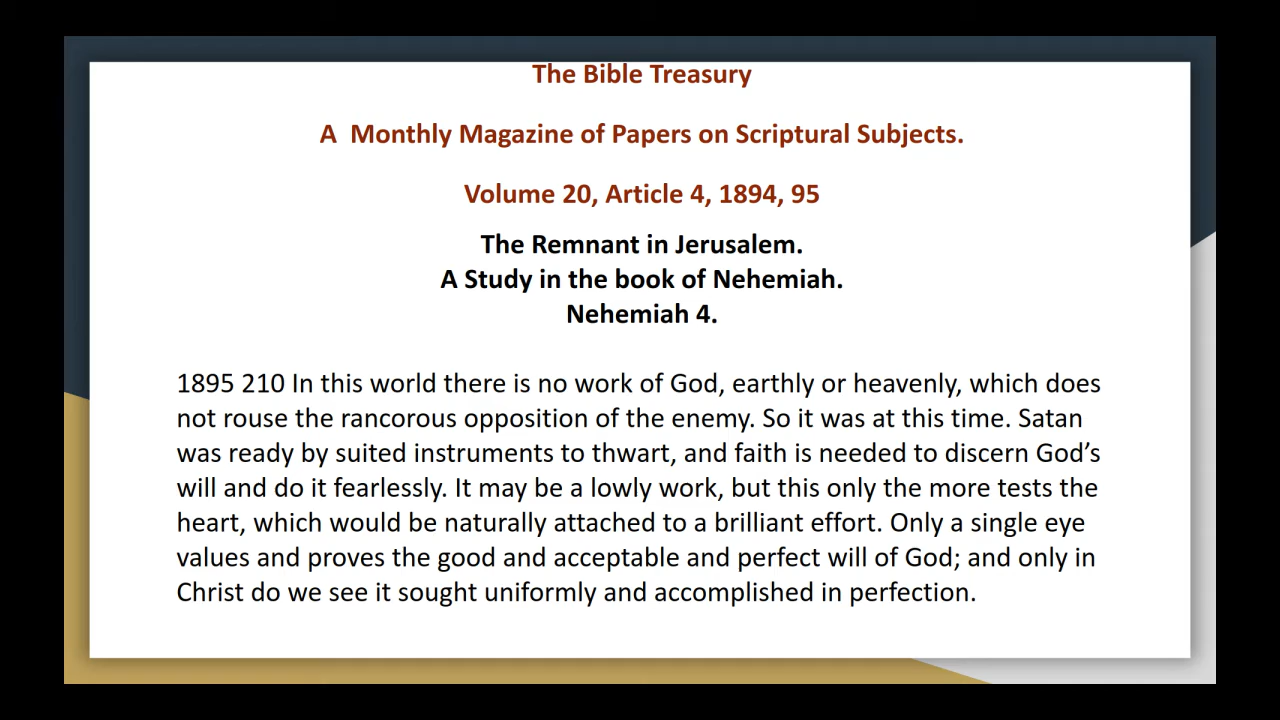 The Bible Treasury
A  Monthly Magazine of Papers on Scriptural Subjects.
Volume 20, Article 4, 1894, 95
The Remnant in Jerusalem.
A Study in the book of Nehemiah.
Nehemiah 4.
1895 210 In this world there is no work of God, earthly or heavenly, which does
not rouse the rancorous opposition of the enemy. So it was at this time. Satan
was ready by suited instruments to thwart, and faith is needed to discern God’s
will and do it fearlessly. It may be a lowly work, but this only the more tests the
heart, which would be naturally attached to a brilliant effort. Only a single eye
values and proves the good and acceptable and perfect will of God; and only in
Christ do we see it sought uniformly and accomplished in perfection.